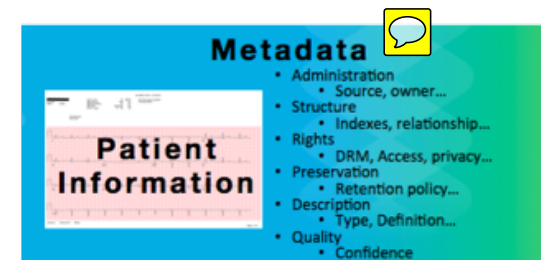 Metadata
• Administration
• Source, owner...
• Structure
• Indexes, relationship...
• Rights
• DRM, Access, privacy...
• Preservation
• Retention policy...
• Description
• Type, Definition...
• Quality
• Confidence
Patient
Information